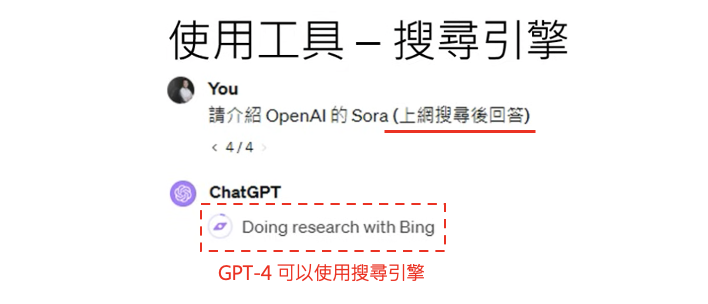 使用工具 – 搜尋引擎
You
請介紹 OpenAI 的 Sora (上網搜尋後回答)
< 4 / 4 >
ChatGPT
Doing research with Bing
GPT-4 可以使用搜尋引擎